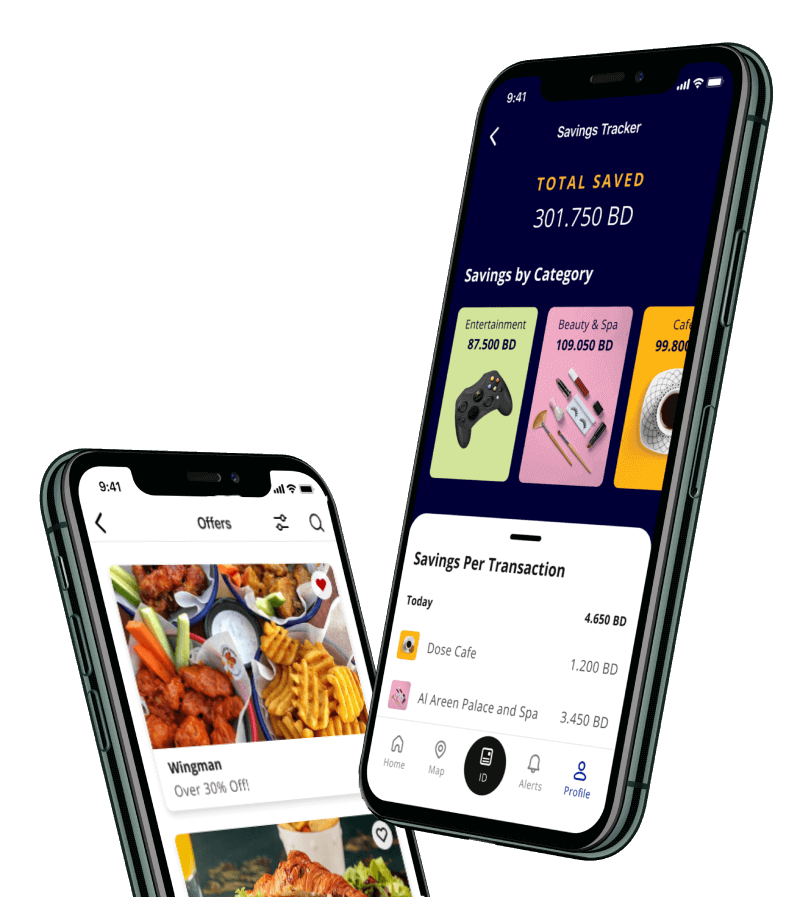 9:41
Savings Tracker
TOTAL SAVED
301.750 BD
Savings by Category
Entertainment
87.500 BD
Beauty & Spa
109.050 BD
Cafe
99.800
Savings Per Transaction
Today
4.650 BD
Dose Cafe
1.200 BD
Al Areen Palace and Spa
3.450 BD
Home
Map
ID
Alerts
Profile
9:41
Offers
Wingman
Over 30% Off!